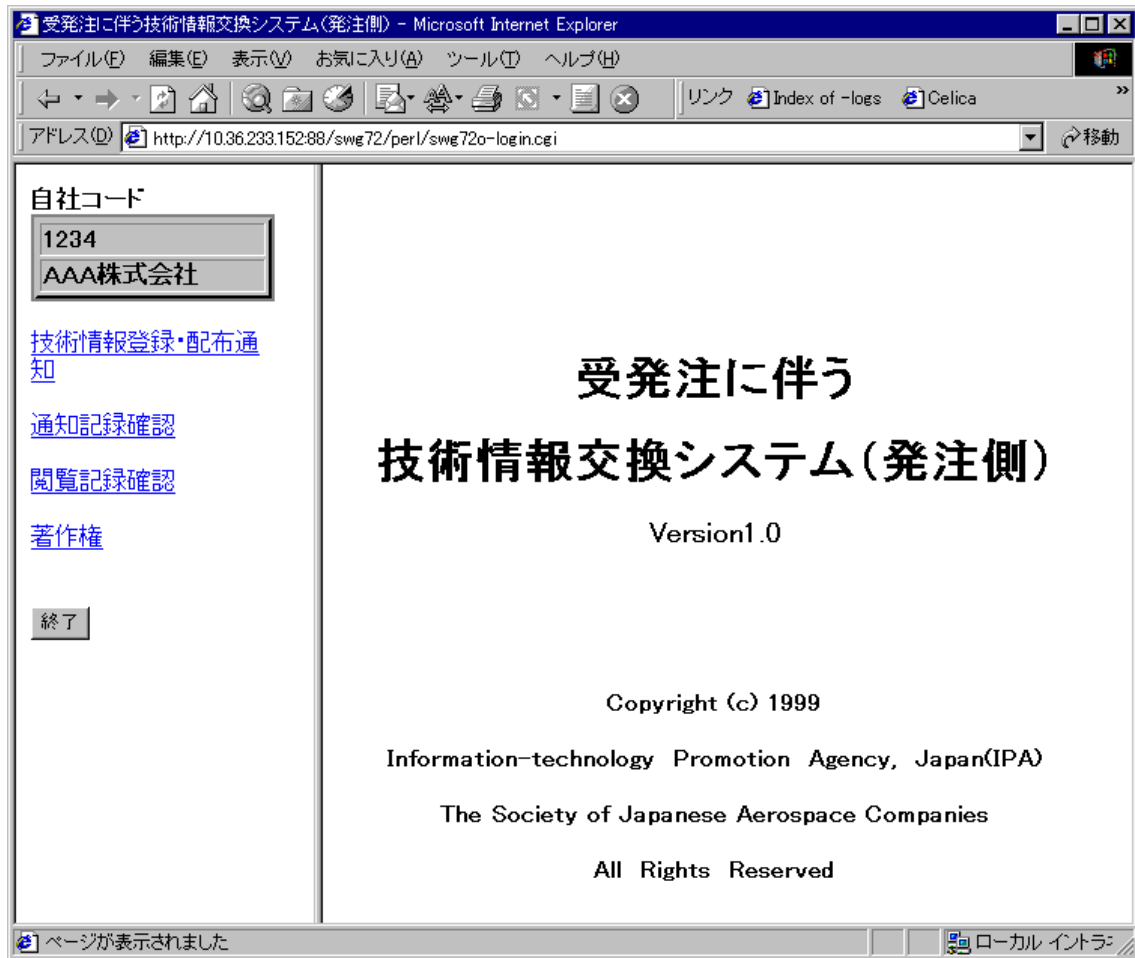 受発注に伴う技術情報交換システム(発注側) - Microsoft Internet Explorer
ファイル(F) 編集(E) 表示(V) お気に入り(A) ツール(T) ヘルプ(H)
リンク Index of -logs Celica »
アドレス(D) http://10.36.233.152:88/swg72/perl/swg72o-login.cgi 移動
自社コード
1234
AAA株式会社
技術情報登録・配布通
知
通知記録確認
閲覧記録確認
著作権
終了
受発注に伴う
技術情報交換システム(発注側)
Version1.0
Copyright (c) 1999
Information-technology Promotion Agency, Japan(IPA)
The Society of Japanese Aerospace Companies
All Rights Reserved
ページが表示されました ローカル イントラ